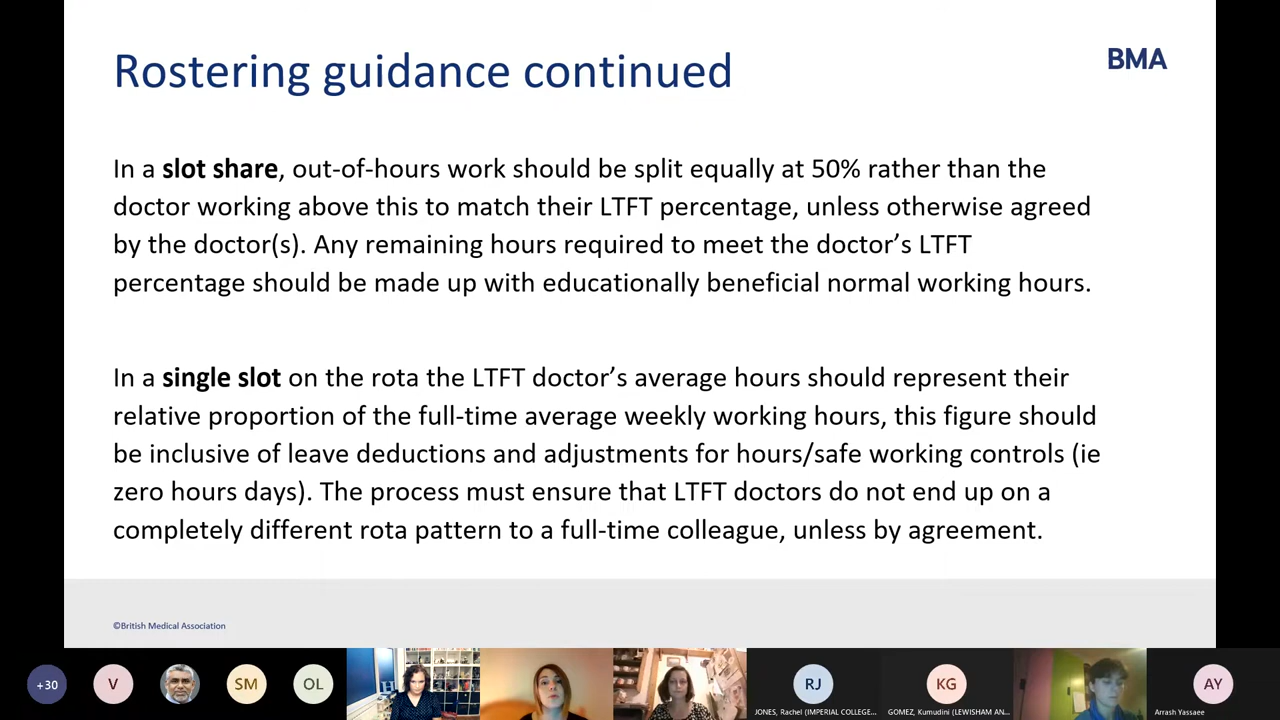 Rostering guidance continued
BMA
In a slot share, out-of-hours work should be split equally at 50% rather than the
doctor working above this to match their LTFT percentage, unless otherwise agreed
by the doctor(s). Any remaining hours required to meet the doctor’s LTFT
percentage should be made up with educationally beneficial normal working hours.
In a single slot on the rota the LTFT doctor’s average hours should represent their
relative proportion of the full-time average weekly working hours, this figure should
be inclusive of leave deductions and adjustments for hours/safe working controls (ie
zero hours days). The process must ensure that LTFT doctors do not end up on a
completely different rota pattern to a full-time colleague, unless by agreement.
©British Medical Association
+30
V
SM
OL
RJ
KG
AY
JONES, Rachel (IMPERIAL COLLEGE...
GOMEZ, Kumudini (LEWISHAM AN...
Arrash Yassaee